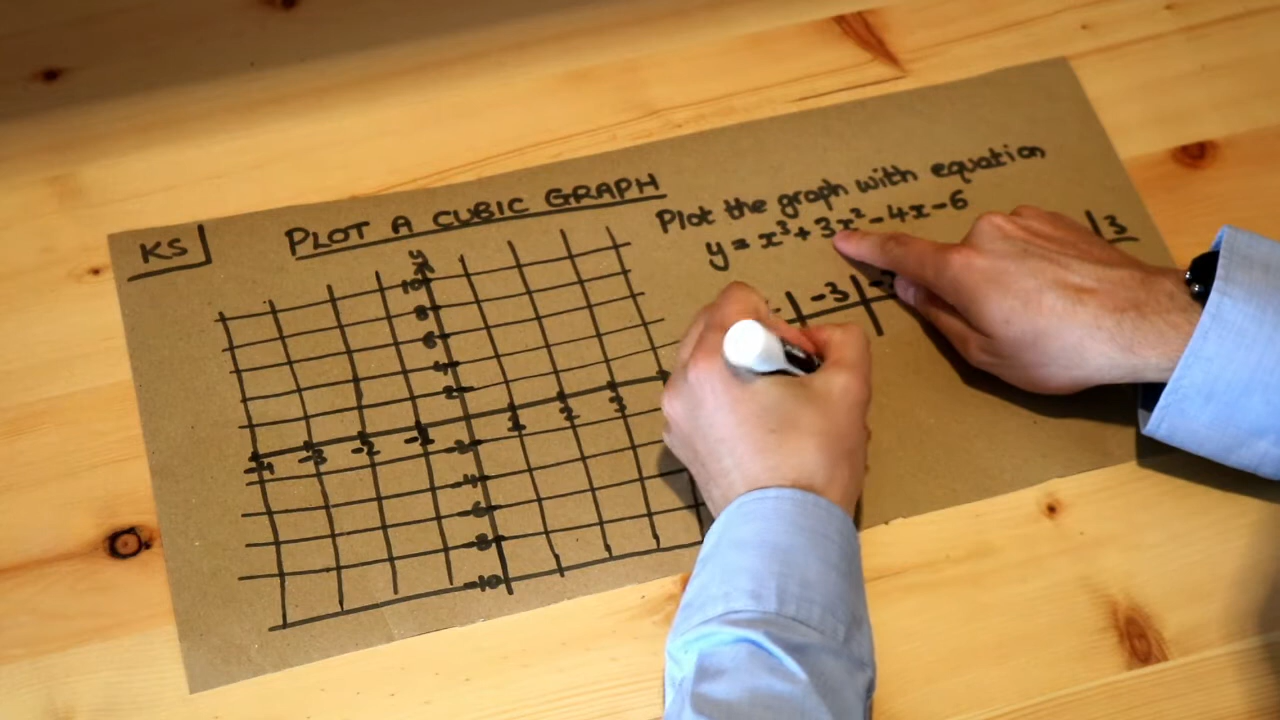 KS
PLOT A CUBIC GRAPH
Plot the graph with equation
y = x³ + 3x² - 4x - 6
-3
3
y
10
8
6
4
2
-4 -3 -2 -1 1 2 3
-2
-4
-6
-8
-10